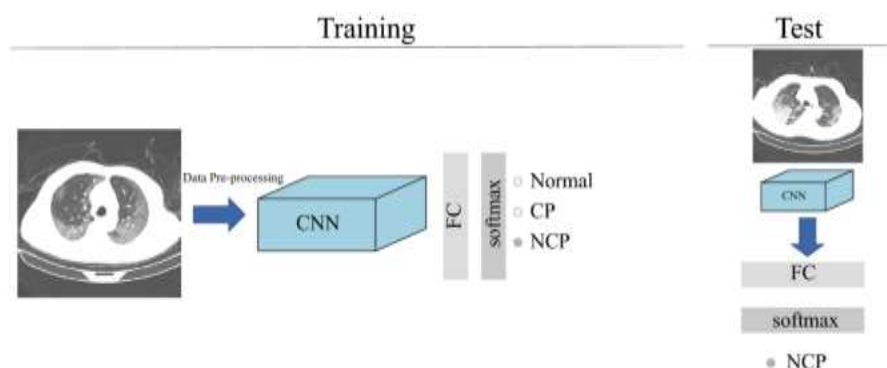 Training
Data Pre-processing
CNN
FC
softmax
Normal
CP
NCP
Test
CNN
FC
softmax
NCP